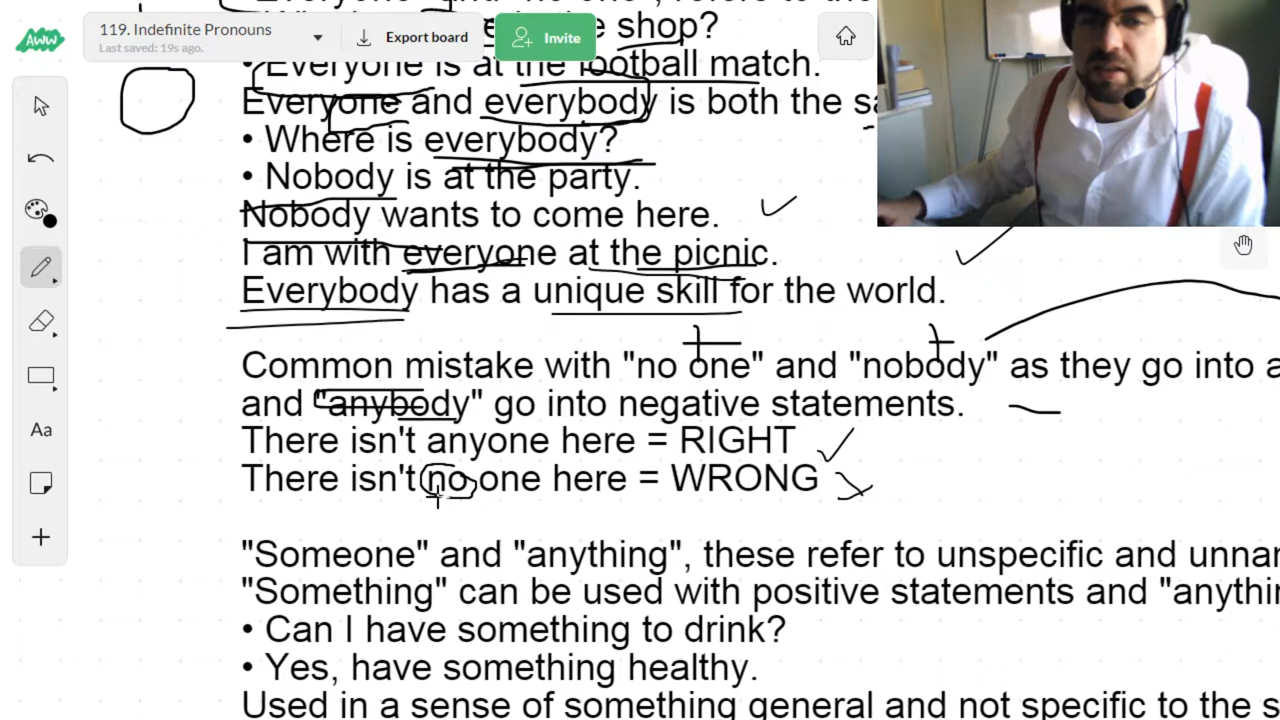 AWW
119. Indefinite Pronouns
Last saved: 19s ago.
Export board
Invite
Aa
shop?
• Everyone is at the football match.
Everyone and everybody is both the sa
• Where is everybody?
• Nobody is at the party.
Nobody wants to come here.
I am with everyone at the picnic.
Everybody has a unique skill for the world.
Common mistake with "no one" and "nobody" as they go into a
and "anybody" go into negative statements.
There isn't anyone here = RIGHT
There isn't no one here = WRONG
"Someone" and "anything", these refer to unspecific and unnan
"Something" can be used with positive statements and "anythin
• Can I have something to drink?
• Yes, have something healthy.
Used in a sense of something general and not specific to the s